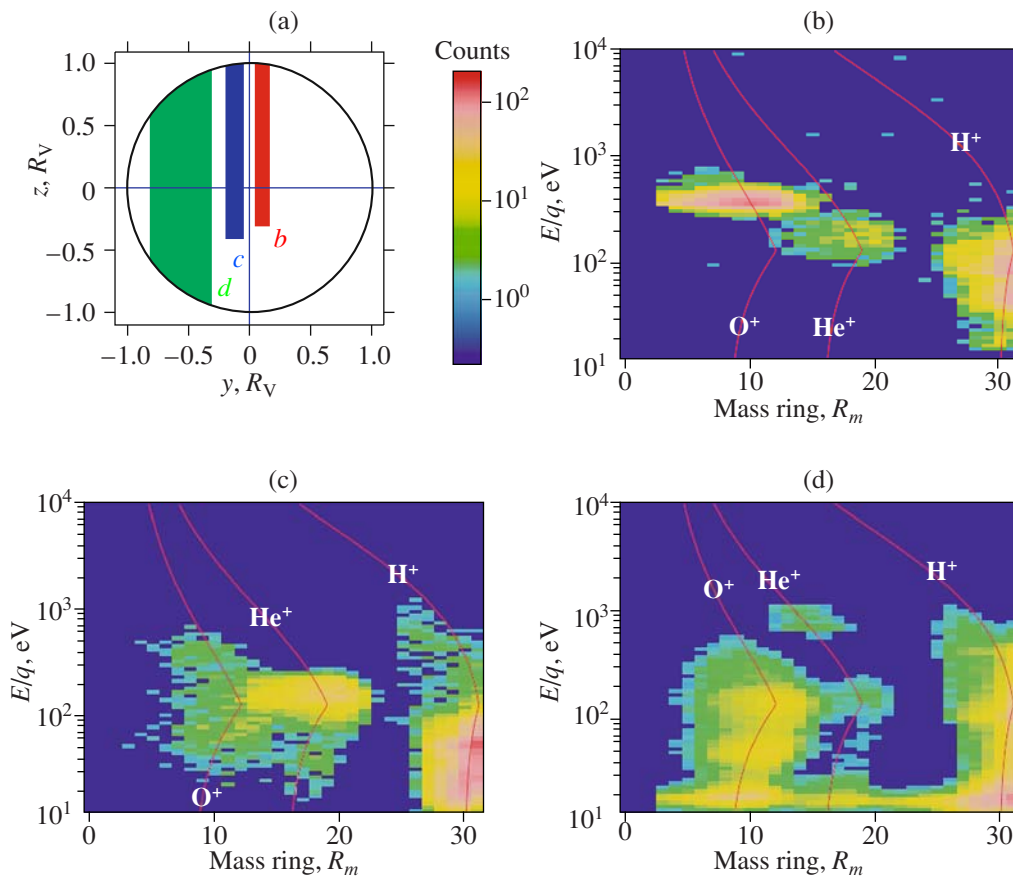 (a)
1.0
0.5
0
−0.5
−1.0
z, R_V
b
c
d
−1.0 −0.5 0 0.5 1.0
y, R_V
Counts
10^2
10^1
10^0
(b)
10^4
10^3
10^2
10^1
E/q, eV
H^+
O^+
He^+
0 10 20 30
Mass ring, R_m
(c)
10^4
10^3
10^2
10^1
E/q, eV
H^+
He^+
O^+
0 10 20 30
Mass ring, R_m
(d)
10^4
10^3
10^2
10^1
E/q, eV
O^+
He^+
H^+
0 10 20 30
Mass ring, R_m